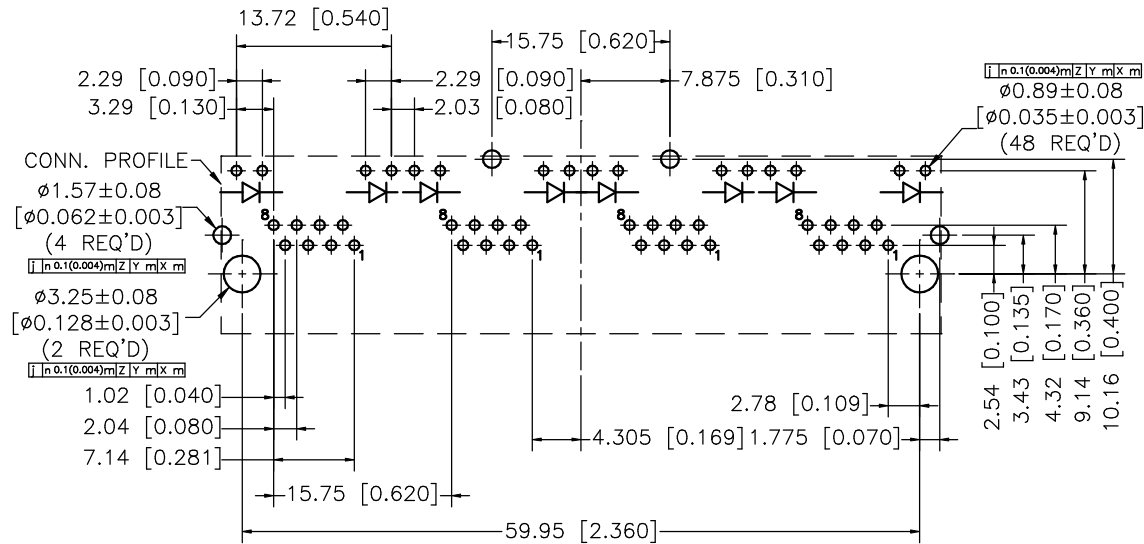 13.72 [0.540]
15.75 [0.620]
2.29 [0.090]
2.29 [0.090]
7.875 [0.310]
j n 0.1(0.004)m Z Y m X m
ø0.89±0.08
[ø0.035±0.003]
(48 REQ'D)
3.29 [0.130]
2.03 [0.080]
CONN. PROFILE
ø1.57±0.08
[ø0.062±0.003]
(4 REQ'D)
j n 0.1(0.004)m Z Y m X m
8
1
8
1
8
1
8
1
ø3.25±0.08
[ø0.128±0.003]
(2 REQ'D)
j n 0.1(0.004)m Z Y m X m
2.54 [0.100]
3.43 [0.135]
4.32 [0.170]
9.14 [0.360]
10.16 [0.400]
1.02 [0.040]
2.78 [0.109]
2.04 [0.080]
4.305 [0.169]
1.775 [0.070]
7.14 [0.281]
15.75 [0.620]
59.95 [2.360]